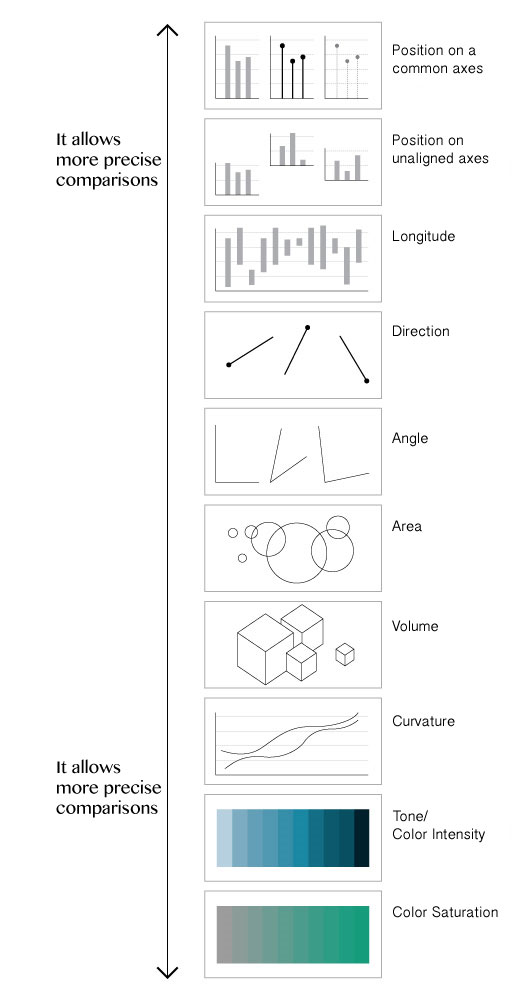 Position on a
common axes
It allows
more precise
comparisons
Position on
unaligned axes
Longitude
Direction
Angle
Area
Volume
Curvature
It allows
more precise
comparisons
Tone/
Color Intensity
Color Saturation